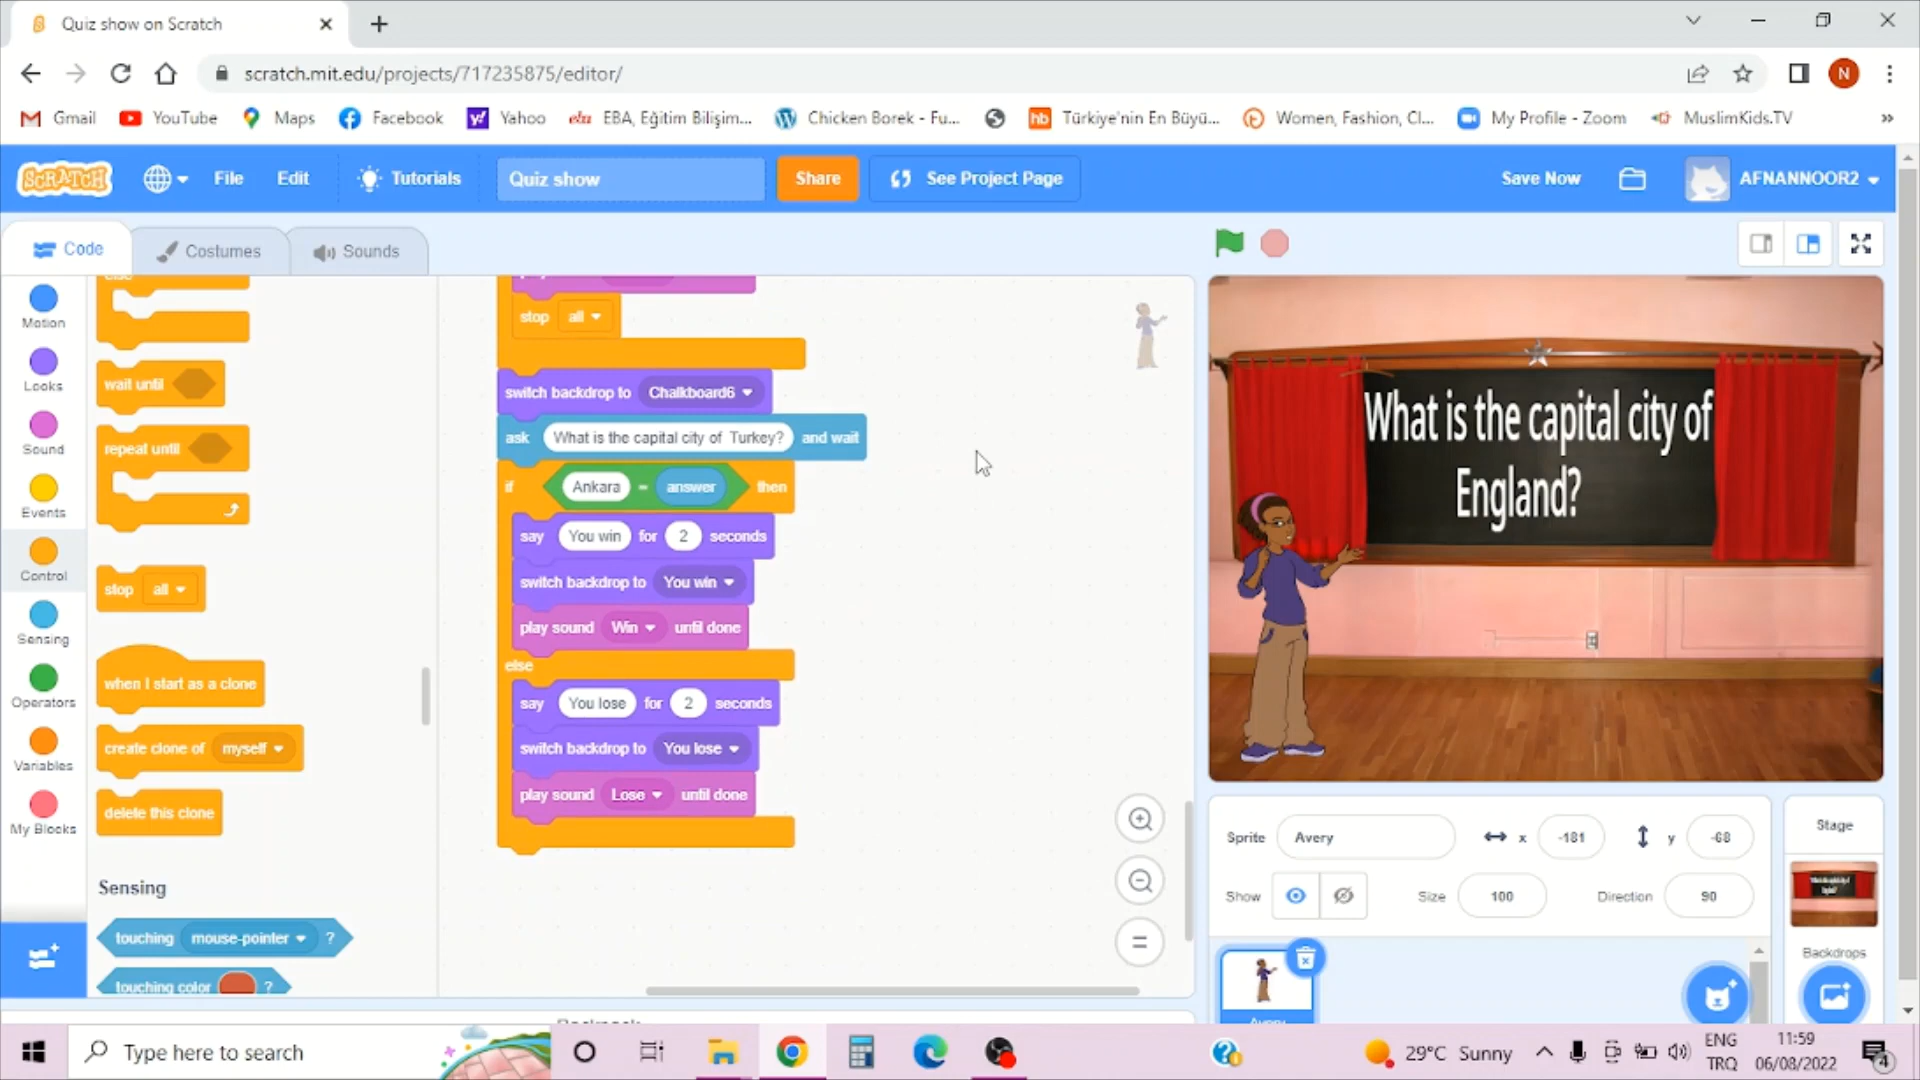 Quiz show on Scratch
scratch.mit.edu/projects/717235875/editor/
N
Gmail
YouTube
Maps
Facebook
Yahoo
EBA, Eğitim Bilişim...
Chicken Borek - Fu...
hb
Türkiye'nin En Büyü...
Women, Fashion, Cl...
My Profile - Zoom
MuslimKids.TV
»
SCRATCH
File
Edit
Tutorials
Quiz show
Share
See Project Page
Save Now
AFNANNOOR2
Code
Costumes
Sounds
Motion
Looks
Sound
Events
Control
Sensing
Operators
Variables
My Blocks
else
wait until
repeat until
stop all
when I start as a clone
create clone of myself
delete this clone
Sensing
touching mouse-pointer ?
touching color ?
stop all
switch backdrop to Chalkboard6
ask What is the capital city of Turkey? and wait
if Ankara = answer then
say You win for 2 seconds
switch backdrop to You win
play sound Win until done
else
say You lose for 2 seconds
switch backdrop to You lose
play sound Lose until done
What is the capital city of
England?
Sprite Avery x -181 y -68
Show Size 100 Direction 90
Avery
Stage
Backdrops
Backpack
Type here to search
29°C Sunny
ENG
TRQ
11:59
06/08/2022
4